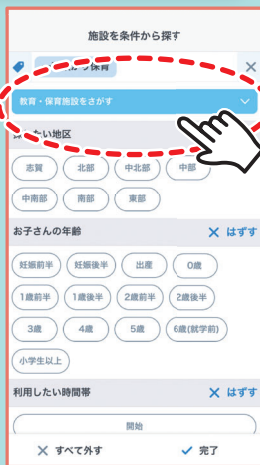 施設を条件から探す
り保育
教育・保育施設をさがす
たい地区
志賀 北部 中北部 中部
中南部 南部 東部
お子さんの年齢 × はずす
妊娠前半 妊娠後半 出産 0歳
1歳前半 1歳後半 2歳前半 2歳後半
3歳 4歳 5歳 6歳(就学前)
小学生以上
利用したい時間帯 × はずす
開始
× すべて外す ✓ 完了